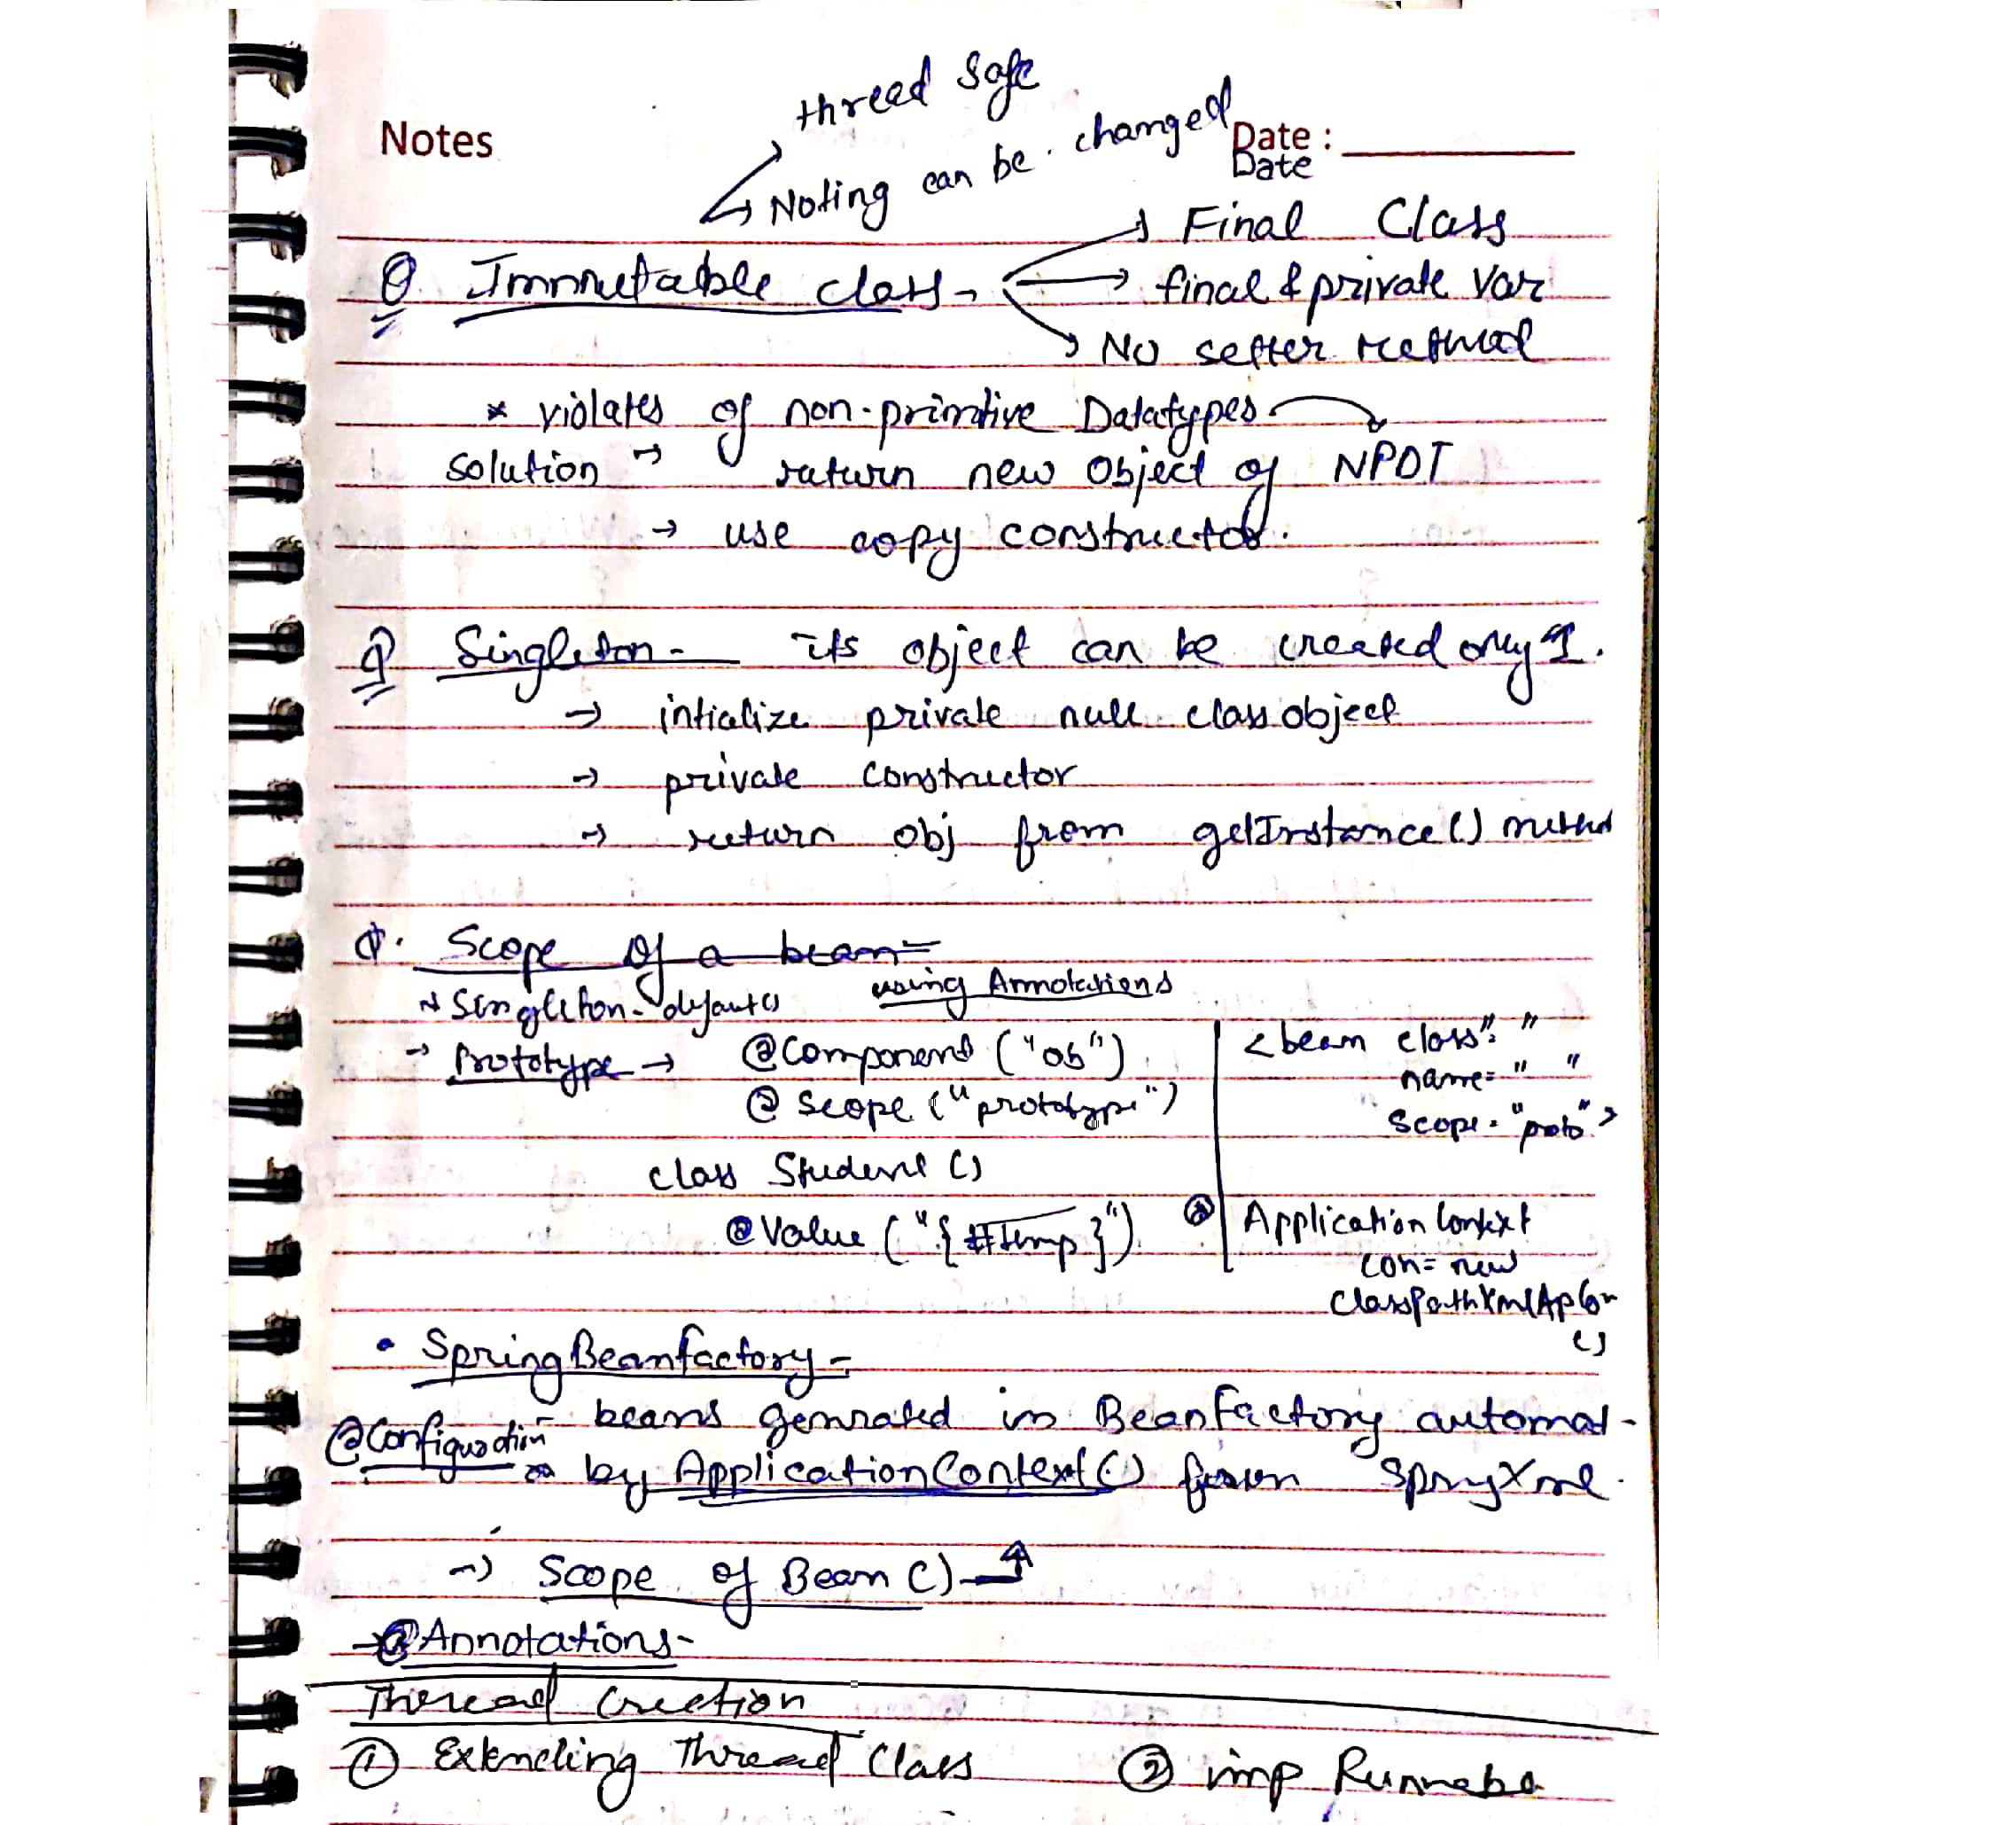 thread safe
Notes
Noting can be changed
Date : 
Date
Final Class
Q Immutable class -
final & private var
No setter method
* violates of non-primitive Datatypes
solution → return new object of NPDT
→ use copy constructor.
Q Singleton - its object can be created only 1.
→ intialize private null class object
→ private constructor
→ return obj from getInstance() method
Q. Scope of a bean =
→ Singleton - default using Annotations
→ Prototype → @Component ("ob")
@ Scope ("prototype")
class Student ()
@Value ("{#temp}")
<bean class=" "
name=" "
Scope="proto">
Application Context
con= new
ClassPathXmlApCon
()
• Spring Beanfactory -
- beans genrated in BeanFactory automat-
@Configuration
by ApplicationContext() from SpringXml.
→ Scope of Bean ()
→ @Annotations -
Thread Creation
① Extending Thread Class ② imp Runnable